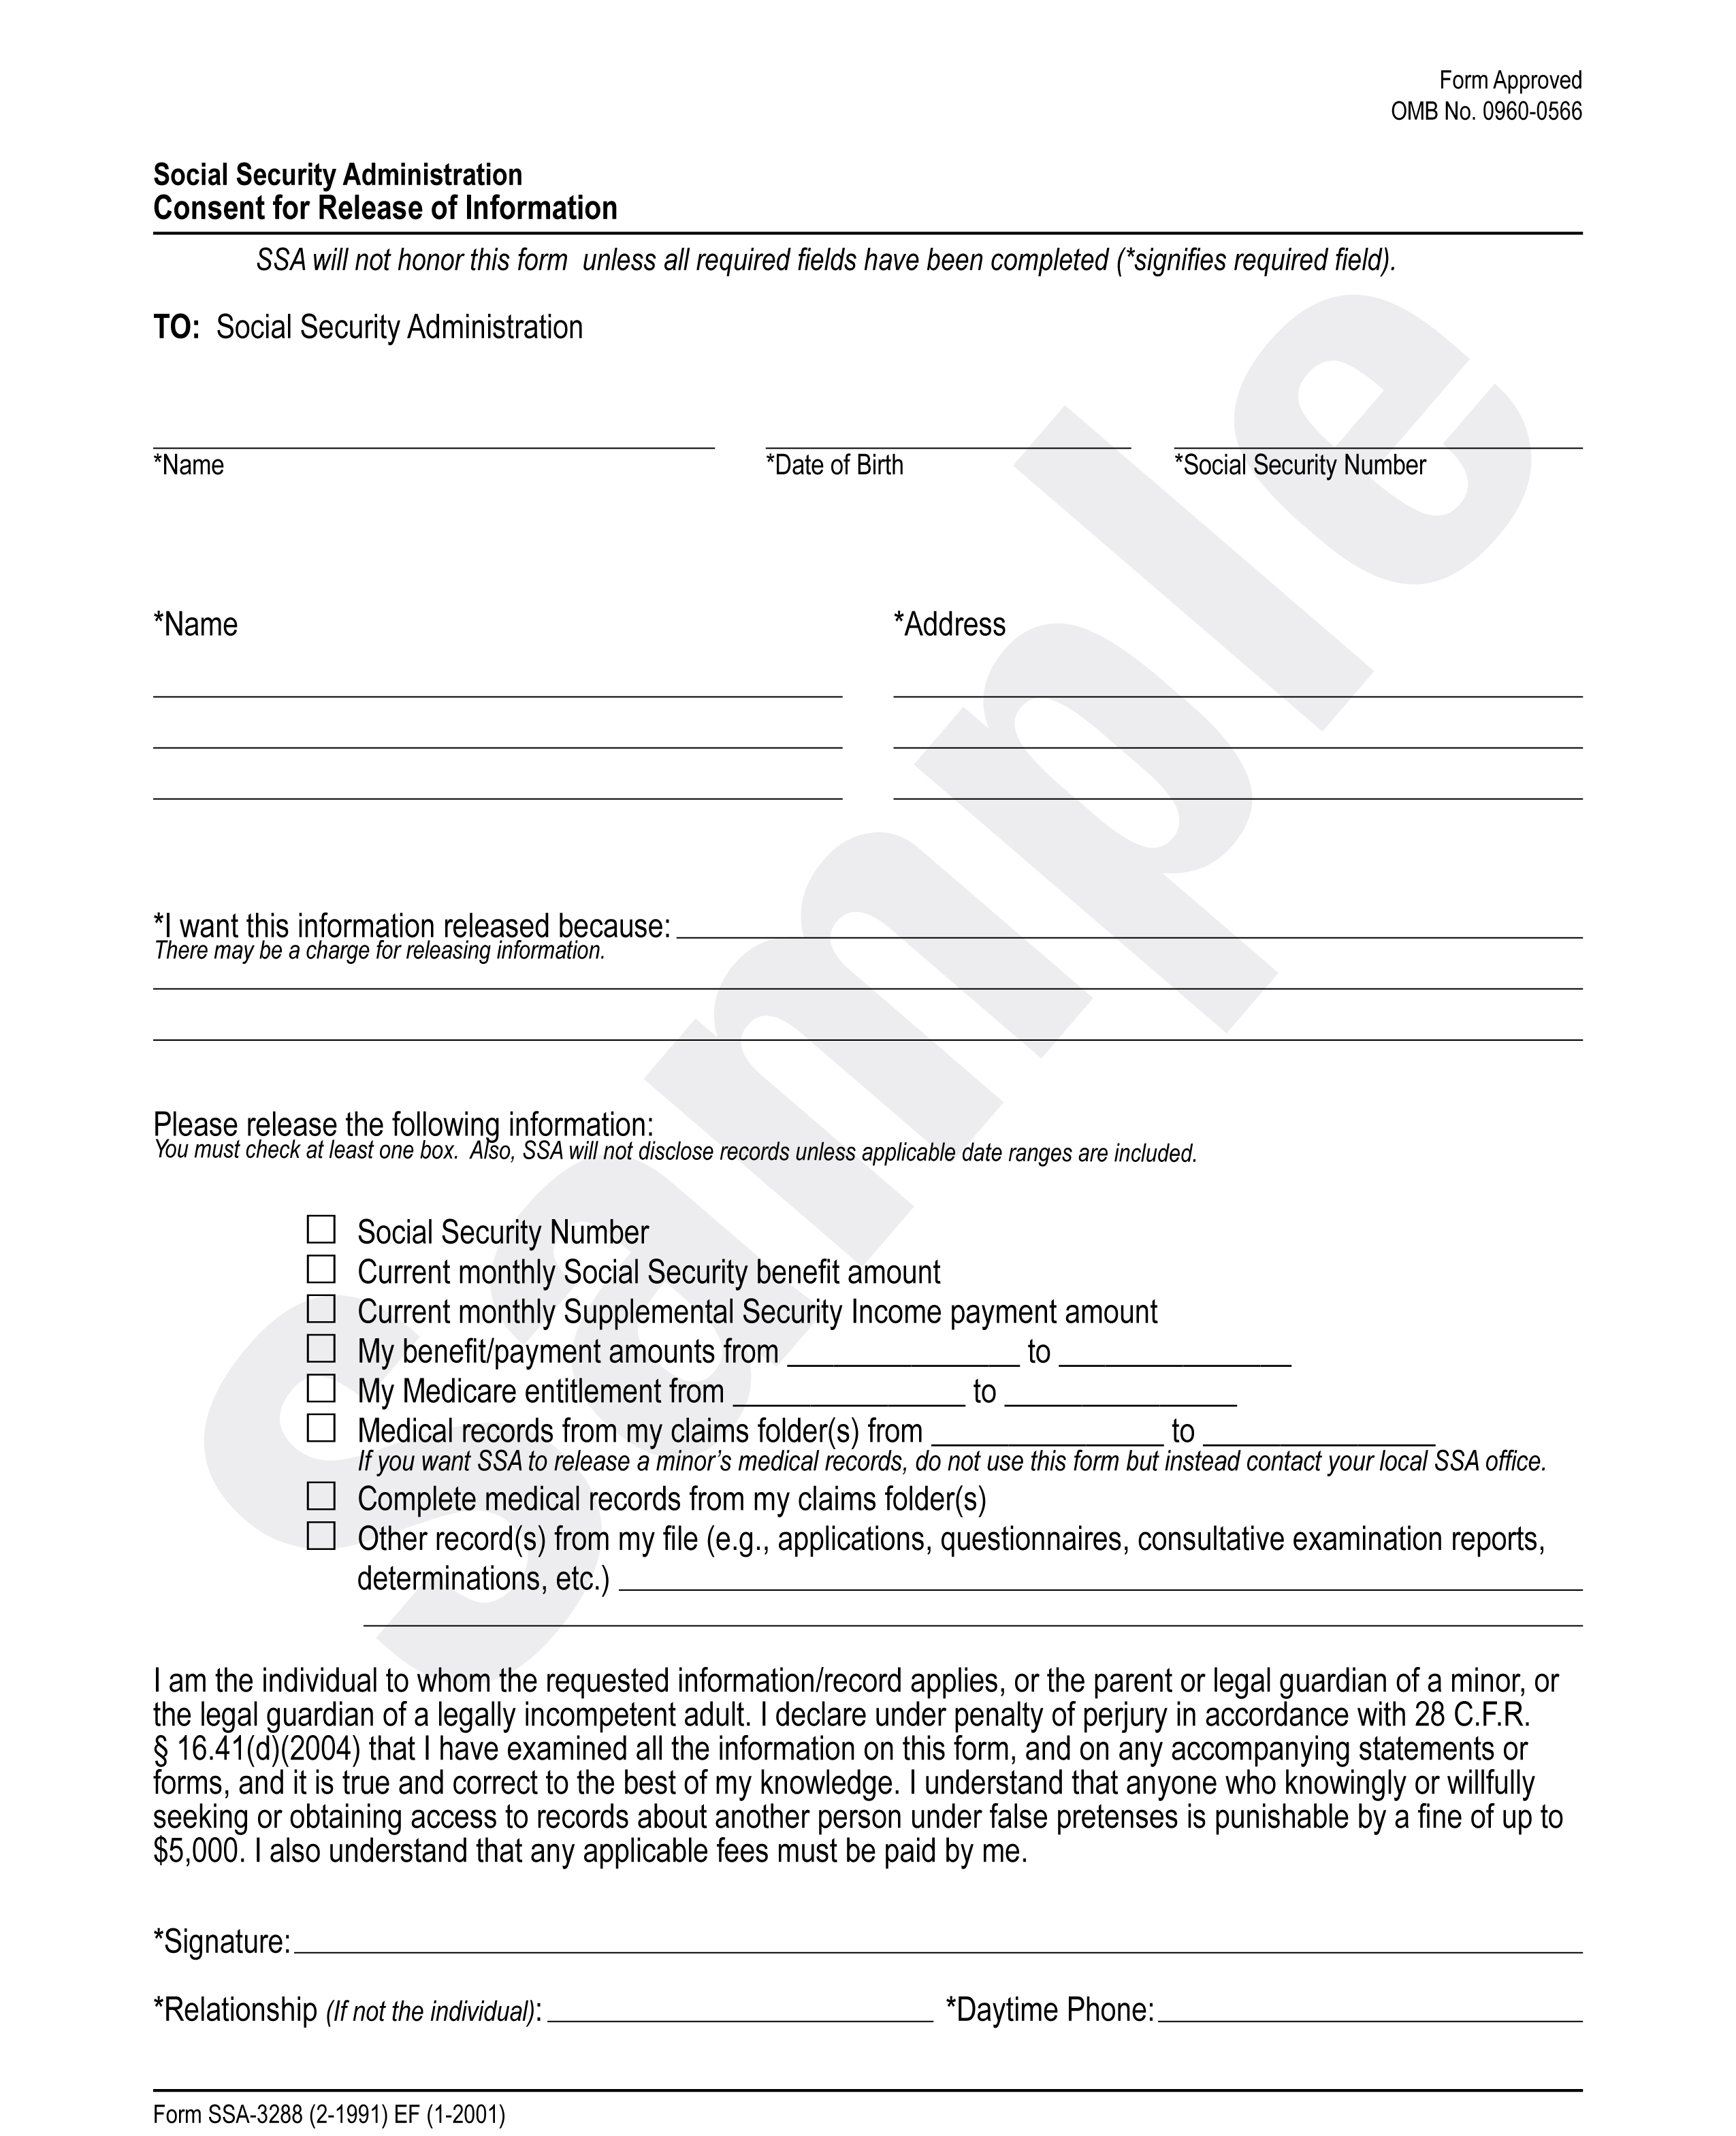 Form Approved
OMB No. 0960-0566
Social Security Administration
Consent for Release of Information
SSA will not honor this form  unless all required fields have been completed (*signifies required field).
TO:  Social Security Administration
*Name *Date of Birth *Social Security Number
*Name *Address
*I want this information released because: 
There may be a charge for releasing information.
Please release the following information:
You must check at least one box.  Also, SSA will not disclose records unless applicable date ranges are included.
Social Security Number
Current monthly Social Security benefit amount
Current monthly Supplemental Security Income payment amount
My benefit/payment amounts from _______________ to _______________
My Medicare entitlement from _______________ to _______________
Medical records from my claims folder(s) from _______________ to _______________
If you want SSA to release a minor’s medical records, do not use this form but instead contact your local SSA office.
Complete medical records from my claims folder(s)
Other record(s) from my file (e.g., applications, questionnaires, consultative examination reports,
determinations, etc.)
I am the individual to whom the requested information/record applies, or the parent or legal guardian of a minor, or
the legal guardian of a legally incompetent adult. I declare under penalty of perjury in accordance with 28 C.F.R.
§ 16.41(d)(2004) that I have examined all the information on this form, and on any accompanying statements or
forms, and it is true and correct to the best of my knowledge. I understand that anyone who knowingly or willfully
seeking or obtaining access to records about another person under false pretenses is punishable by a fine of up to
$5,000. I also understand that any applicable fees must be paid by me.
*Signature:
*Relationship (If not the individual): *Daytime Phone:
Form SSA-3288 (2-1991) EF (1-2001)
Sample